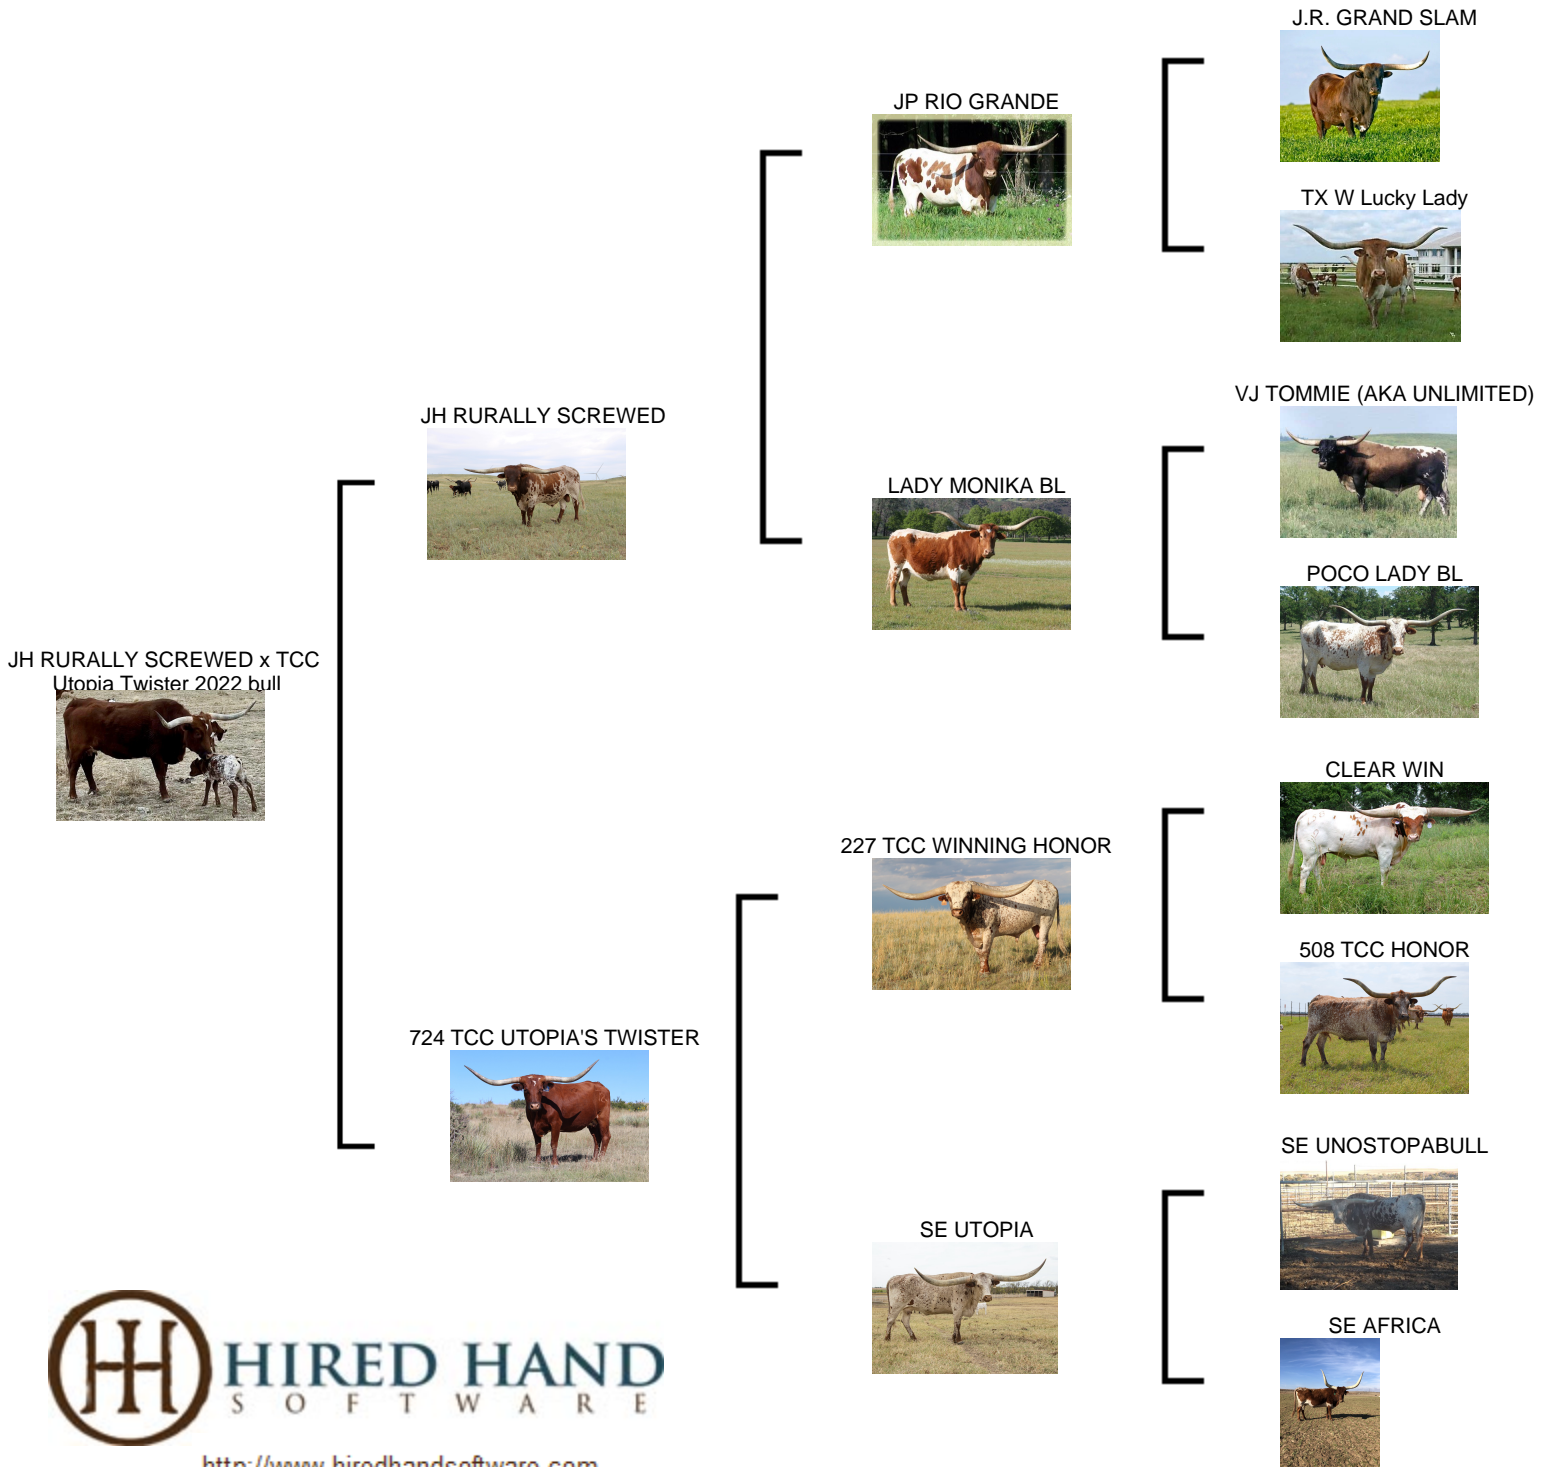 J.R. GRAND SLAM
JP RIO GRANDE
TX W Lucky Lady
VJ TOMMIE (AKA UNLIMITED)
JH RURALLY SCREWED
LADY MONIKA BL
POCO LADY BL
JH RURALLY SCREWED x TCC
Utopia Twister 2022 bull
CLEAR WIN
227 TCC WINNING HONOR
508 TCC HONOR
724 TCC UTOPIA'S TWISTER
SE UNOSTOPABULL
SE UTOPIA
SE AFRICA
HIRED HAND
SOFTWARE
http://www.hiredhandsoftware.com